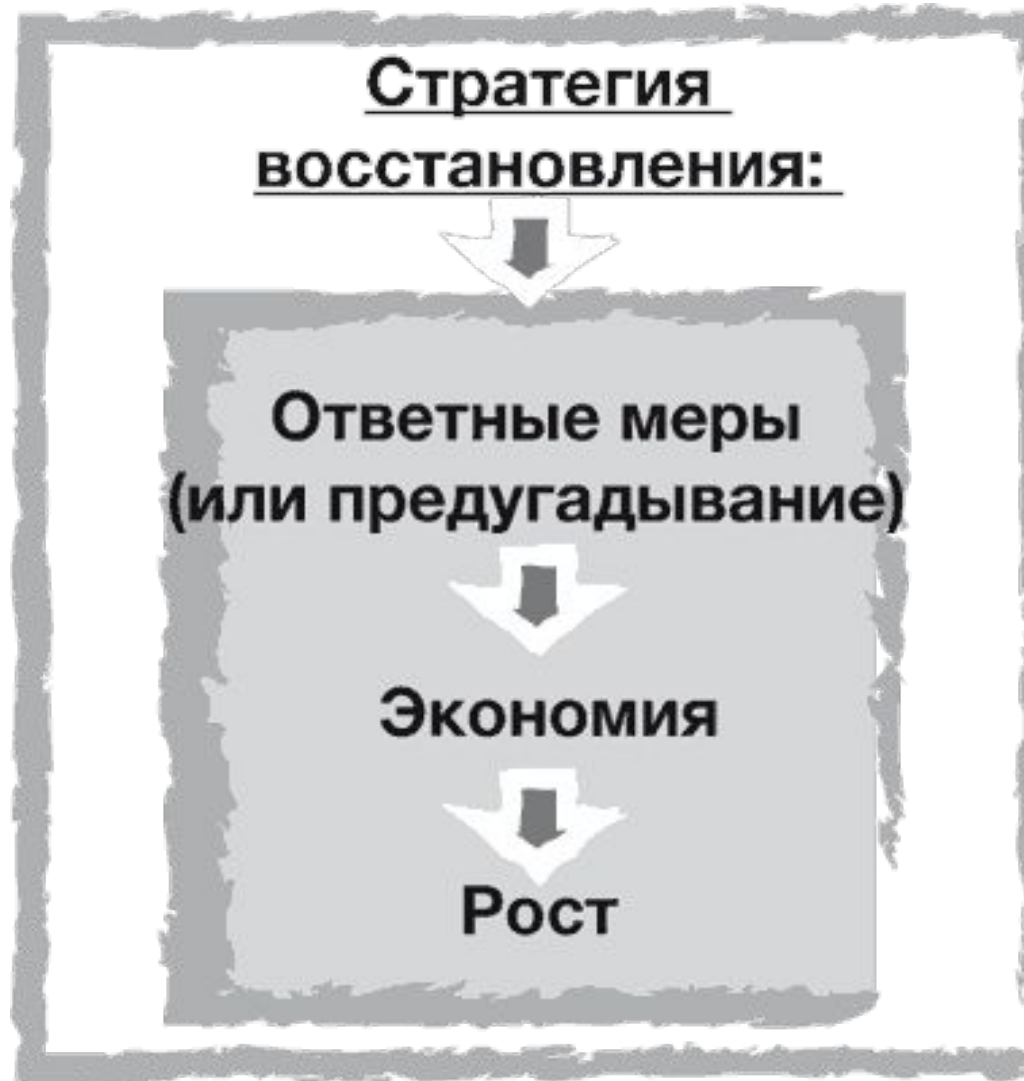 Стратегия
восстановления:
Ответные меры
(или предугадывание)
Экономия
Рост